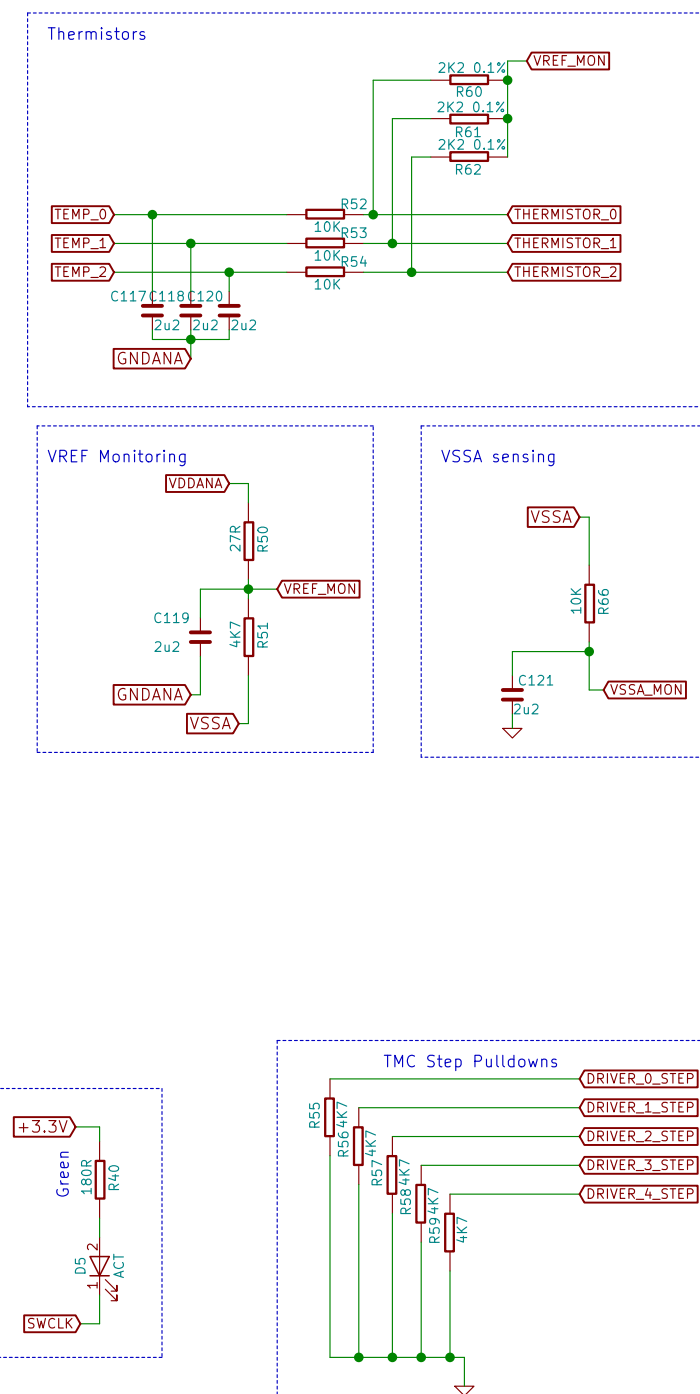 Thermistors
VREF_MON
2K2 0.1%
R60
2K2 0.1%
R61
2K2 0.1%
R62
TEMP_0
R52
10K
THERMISTOR_0
TEMP_1
R53
10K
THERMISTOR_1
TEMP_2
R54
10K
THERMISTOR_2
C117 C118 C120
2u2 2u2 2u2
GNDANA
VREF Monitoring
VDDANA
27R R50
VREF_MON
C119
2u2
4K7 R51
GNDANA
VSSA
VSSA sensing
VSSA
10K R66
C121
2u2
VSSA_MON
TMC Step Pulldowns
DRIVER_0_STEP
R55 4K7
DRIVER_1_STEP
R56 4K7
DRIVER_2_STEP
R57 4K7
DRIVER_3_STEP
R58 4K7
DRIVER_4_STEP
R59 4K7
+3.3V
Green
180R R40
2
D5 ACT
1
SWCLK